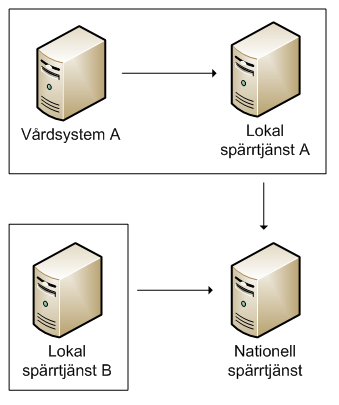 Vårdsystem A
Lokal
spärrtjänst A
Lokal
spärrtjänst B
Nationell
spärrtjänst